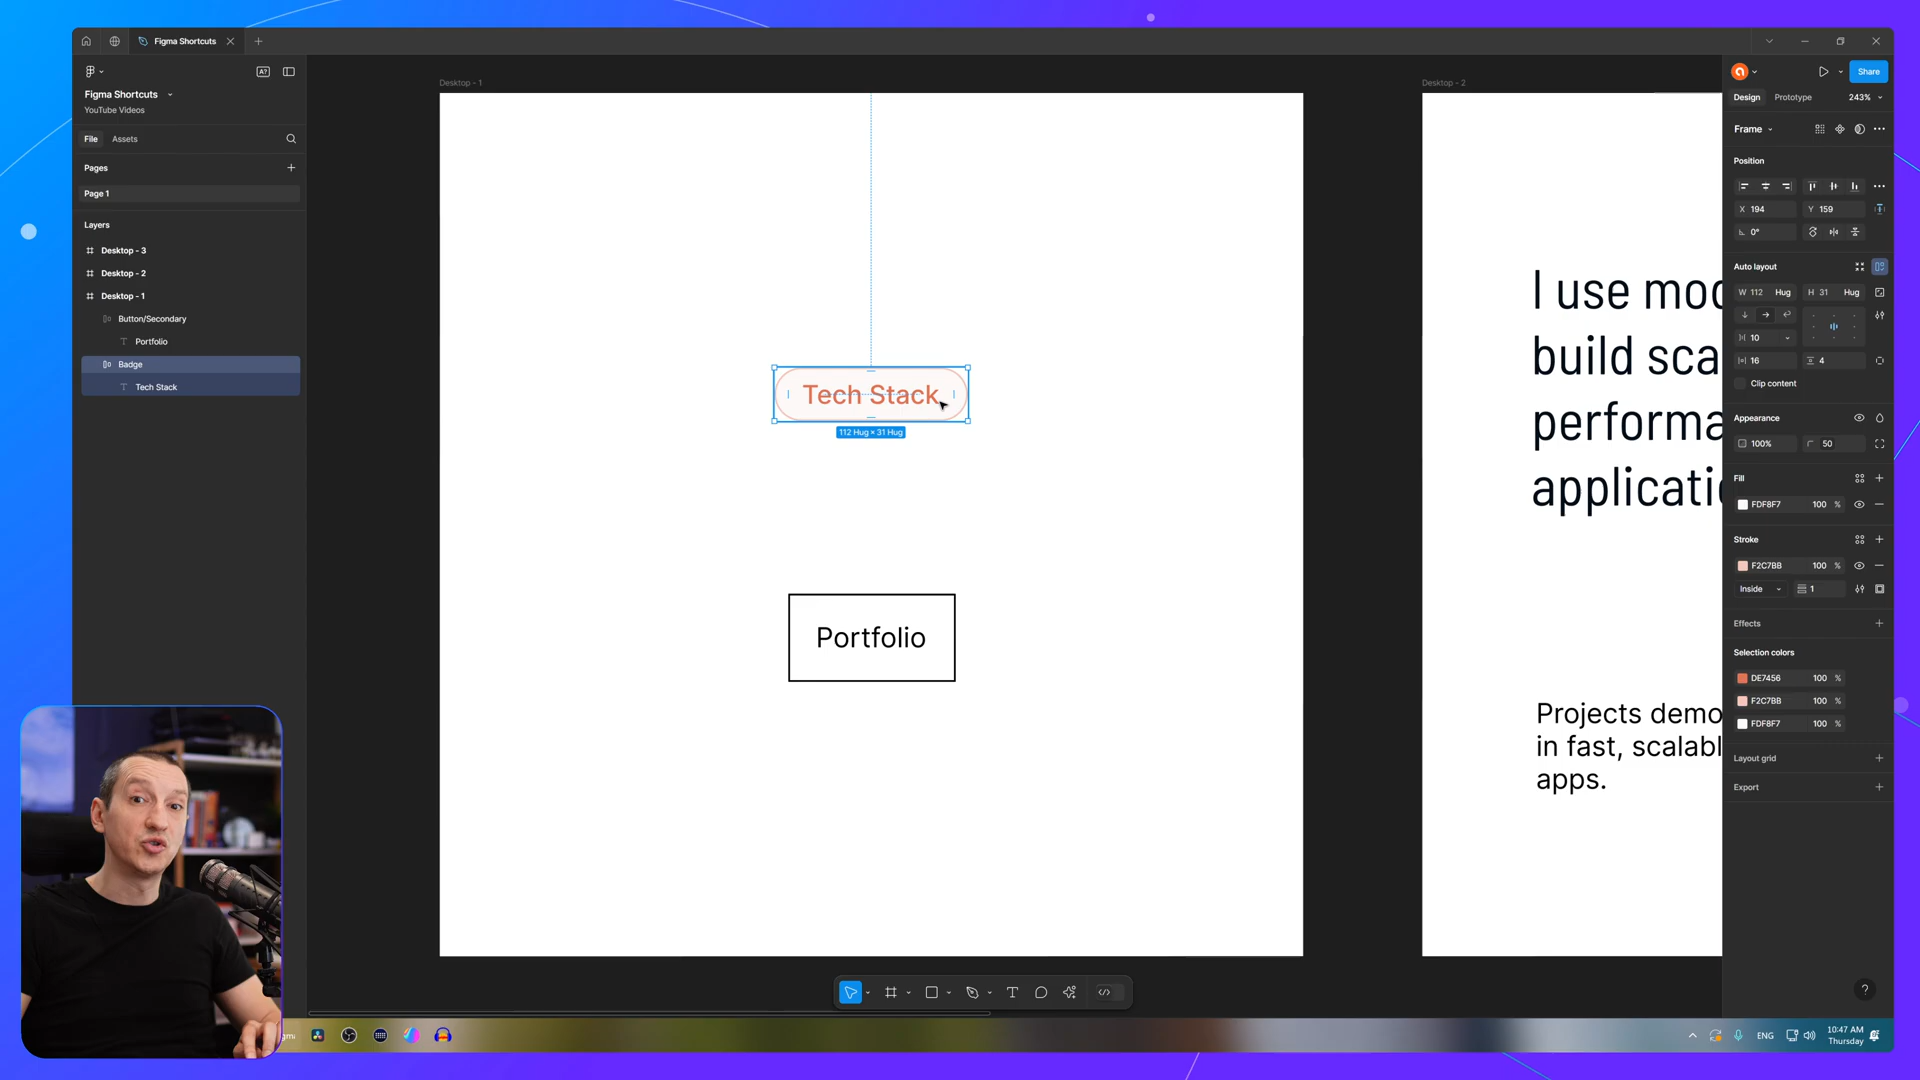 Figma Shortcuts
Figma Shortcuts
YouTube Videos
File
Assets
Pages
Page 1
Layers
Desktop - 3
Desktop - 2
Desktop - 1
Button/Secondary
Portfolio
Badge
Tech Stack
Desktop - 1
Tech Stack
112 Hug × 31 Hug
Portfolio
Desktop - 2
I use mod
build sca
performa
applicati
Projects demo
in fast, scalabl
apps.
Share
Design
Prototype
243%
Frame
Position
X 194
Y 159
0°
Auto layout
W 112 Hug
H 31 Hug
10
16
4
Clip content
Appearance
100%
50
Fill
FDF8F7 100 %
Stroke
F2C7BB 100 %
Inside
1
Effects
Selection colors
DE7456 100 %
F2C7BB 100 %
FDF8F7 100 %
Layout grid
Export
?
ENG
10:47 AM
Thursday